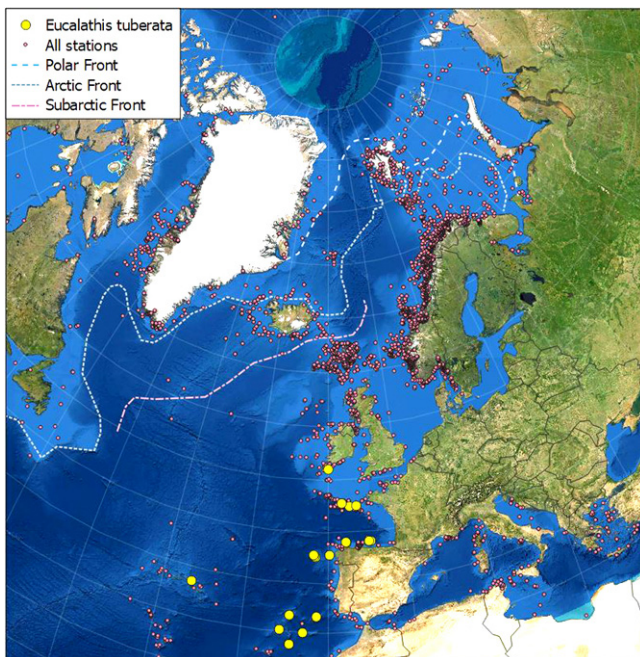 Eucalathis tuberata
All stations
Polar Front
Arctic Front
Subarctic Front